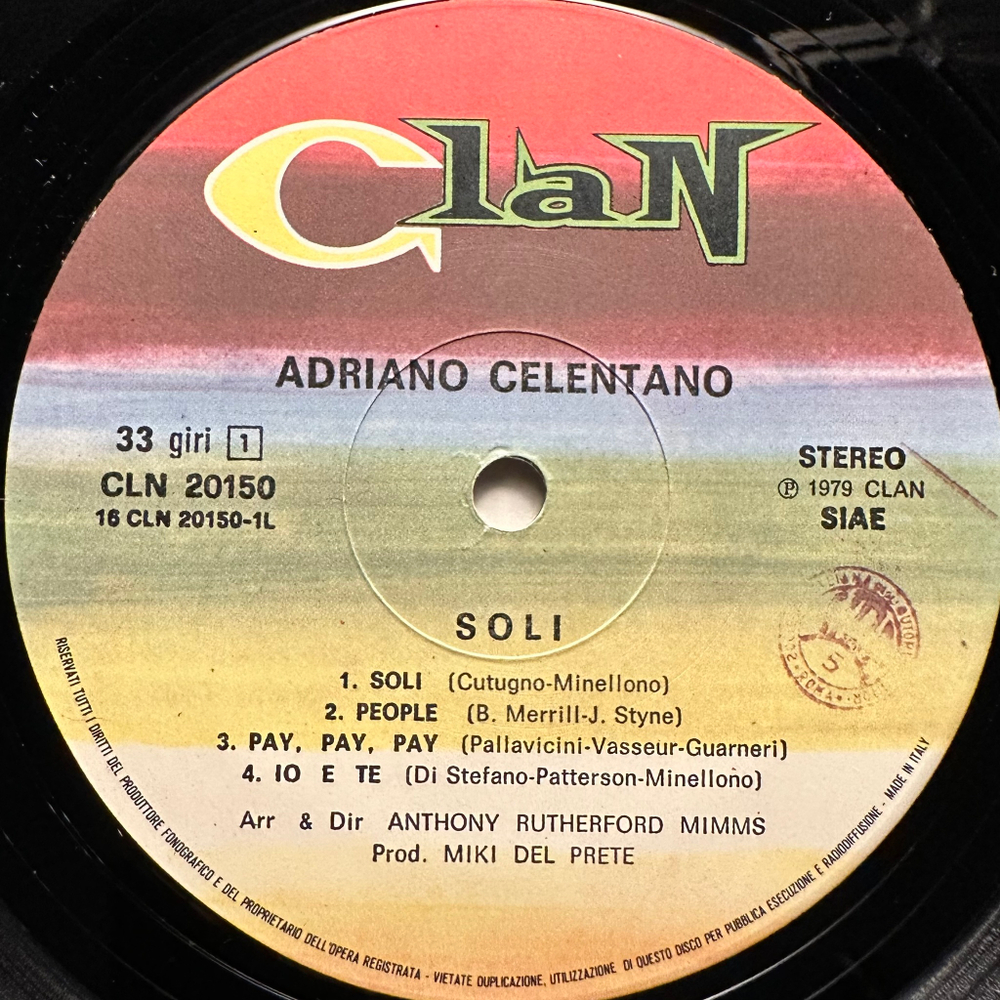 Clan
ADRIANO CELENTANO
33 giri 1
CLN 20150
16 CLN 20150-1L
STEREO
Ⓟ 1979 CLAN
SIAE
SOLI
1. SOLI (Cutugno-Minellono)
2. PEOPLE (B. Merrill-J. Styne)
3. PAY, PAY, PAY (Pallavicini-Vasseur-Guarneri)
4. IO E TE (Di Stefano-Patterson-Minellono)
Arr & Dir ANTHONY RUTHERFORD MIMMS
Prod. MIKI DEL PRETE
RISERVATI TUTTI I DIRITTI DEL PRODUTTORE FONOGRAFICO E DEL PROPRIETARIO DELL'OPERA REGISTRATA - VIETATE DUPLICAZIONE, UTILIZZAZIONE DI QUESTO DISCO PER PUBBLICA ESECUZIONE E RADIODIFFUSIONE - MADE IN ITALY
5
ROMA